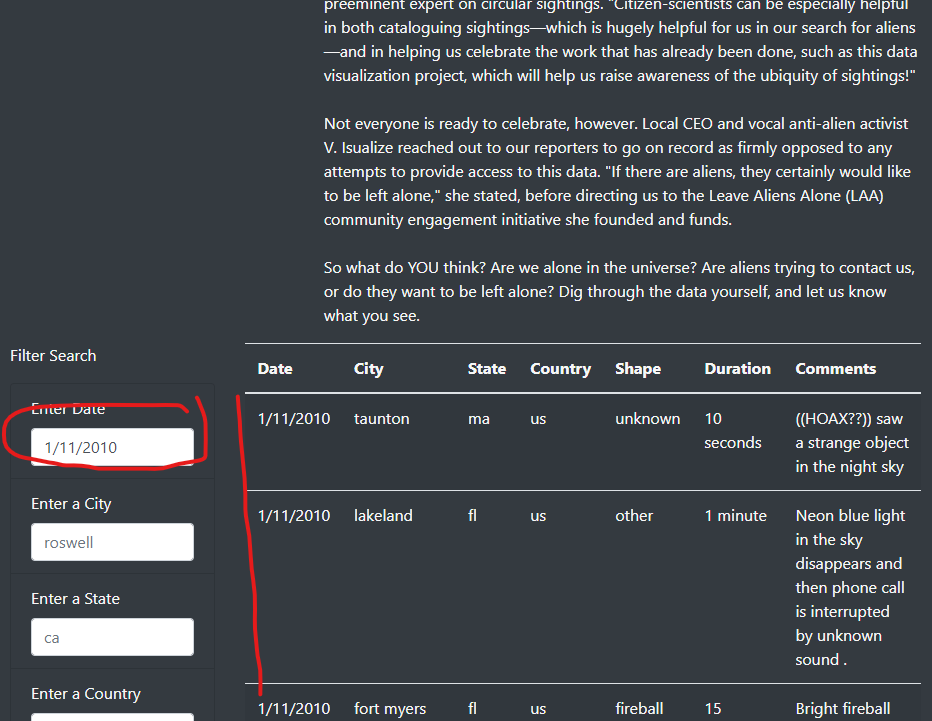 preeminent expert on circular sightings. "Citizen-scientists can be especially helpful
in both cataloguing sightings—which is hugely helpful for us in our search for aliens
—and in helping us celebrate the work that has already been done, such as this data
visualization project, which will help us raise awareness of the ubiquity of sightings!"
Not everyone is ready to celebrate, however. Local CEO and vocal anti-alien activist
V. Isualize reached out to our reporters to go on record as firmly opposed to any
attempts to provide access to this data. "If there are aliens, they certainly would like
to be left alone," she stated, before directing us to the Leave Aliens Alone (LAA)
community engagement initiative she founded and funds.
So what do YOU think? Are we alone in the universe? Are aliens trying to contact us,
or do they want to be left alone? Dig through the data yourself, and let us know
what you see.
Filter Search
Enter Date
1/11/2010
Enter a City
roswell
Enter a State
ca
Enter a Country
Date City State Country Shape Duration Comments
1/11/2010 taunton ma us unknown 10 ((HOAX??)) saw
seconds a strange object
in the night sky
1/11/2010 lakeland fl us other 1 minute Neon blue light
in the sky
disappears and
then phone call
is interrupted
by unknown
sound .
1/11/2010 fort myers fl us fireball 15 Bright fireball